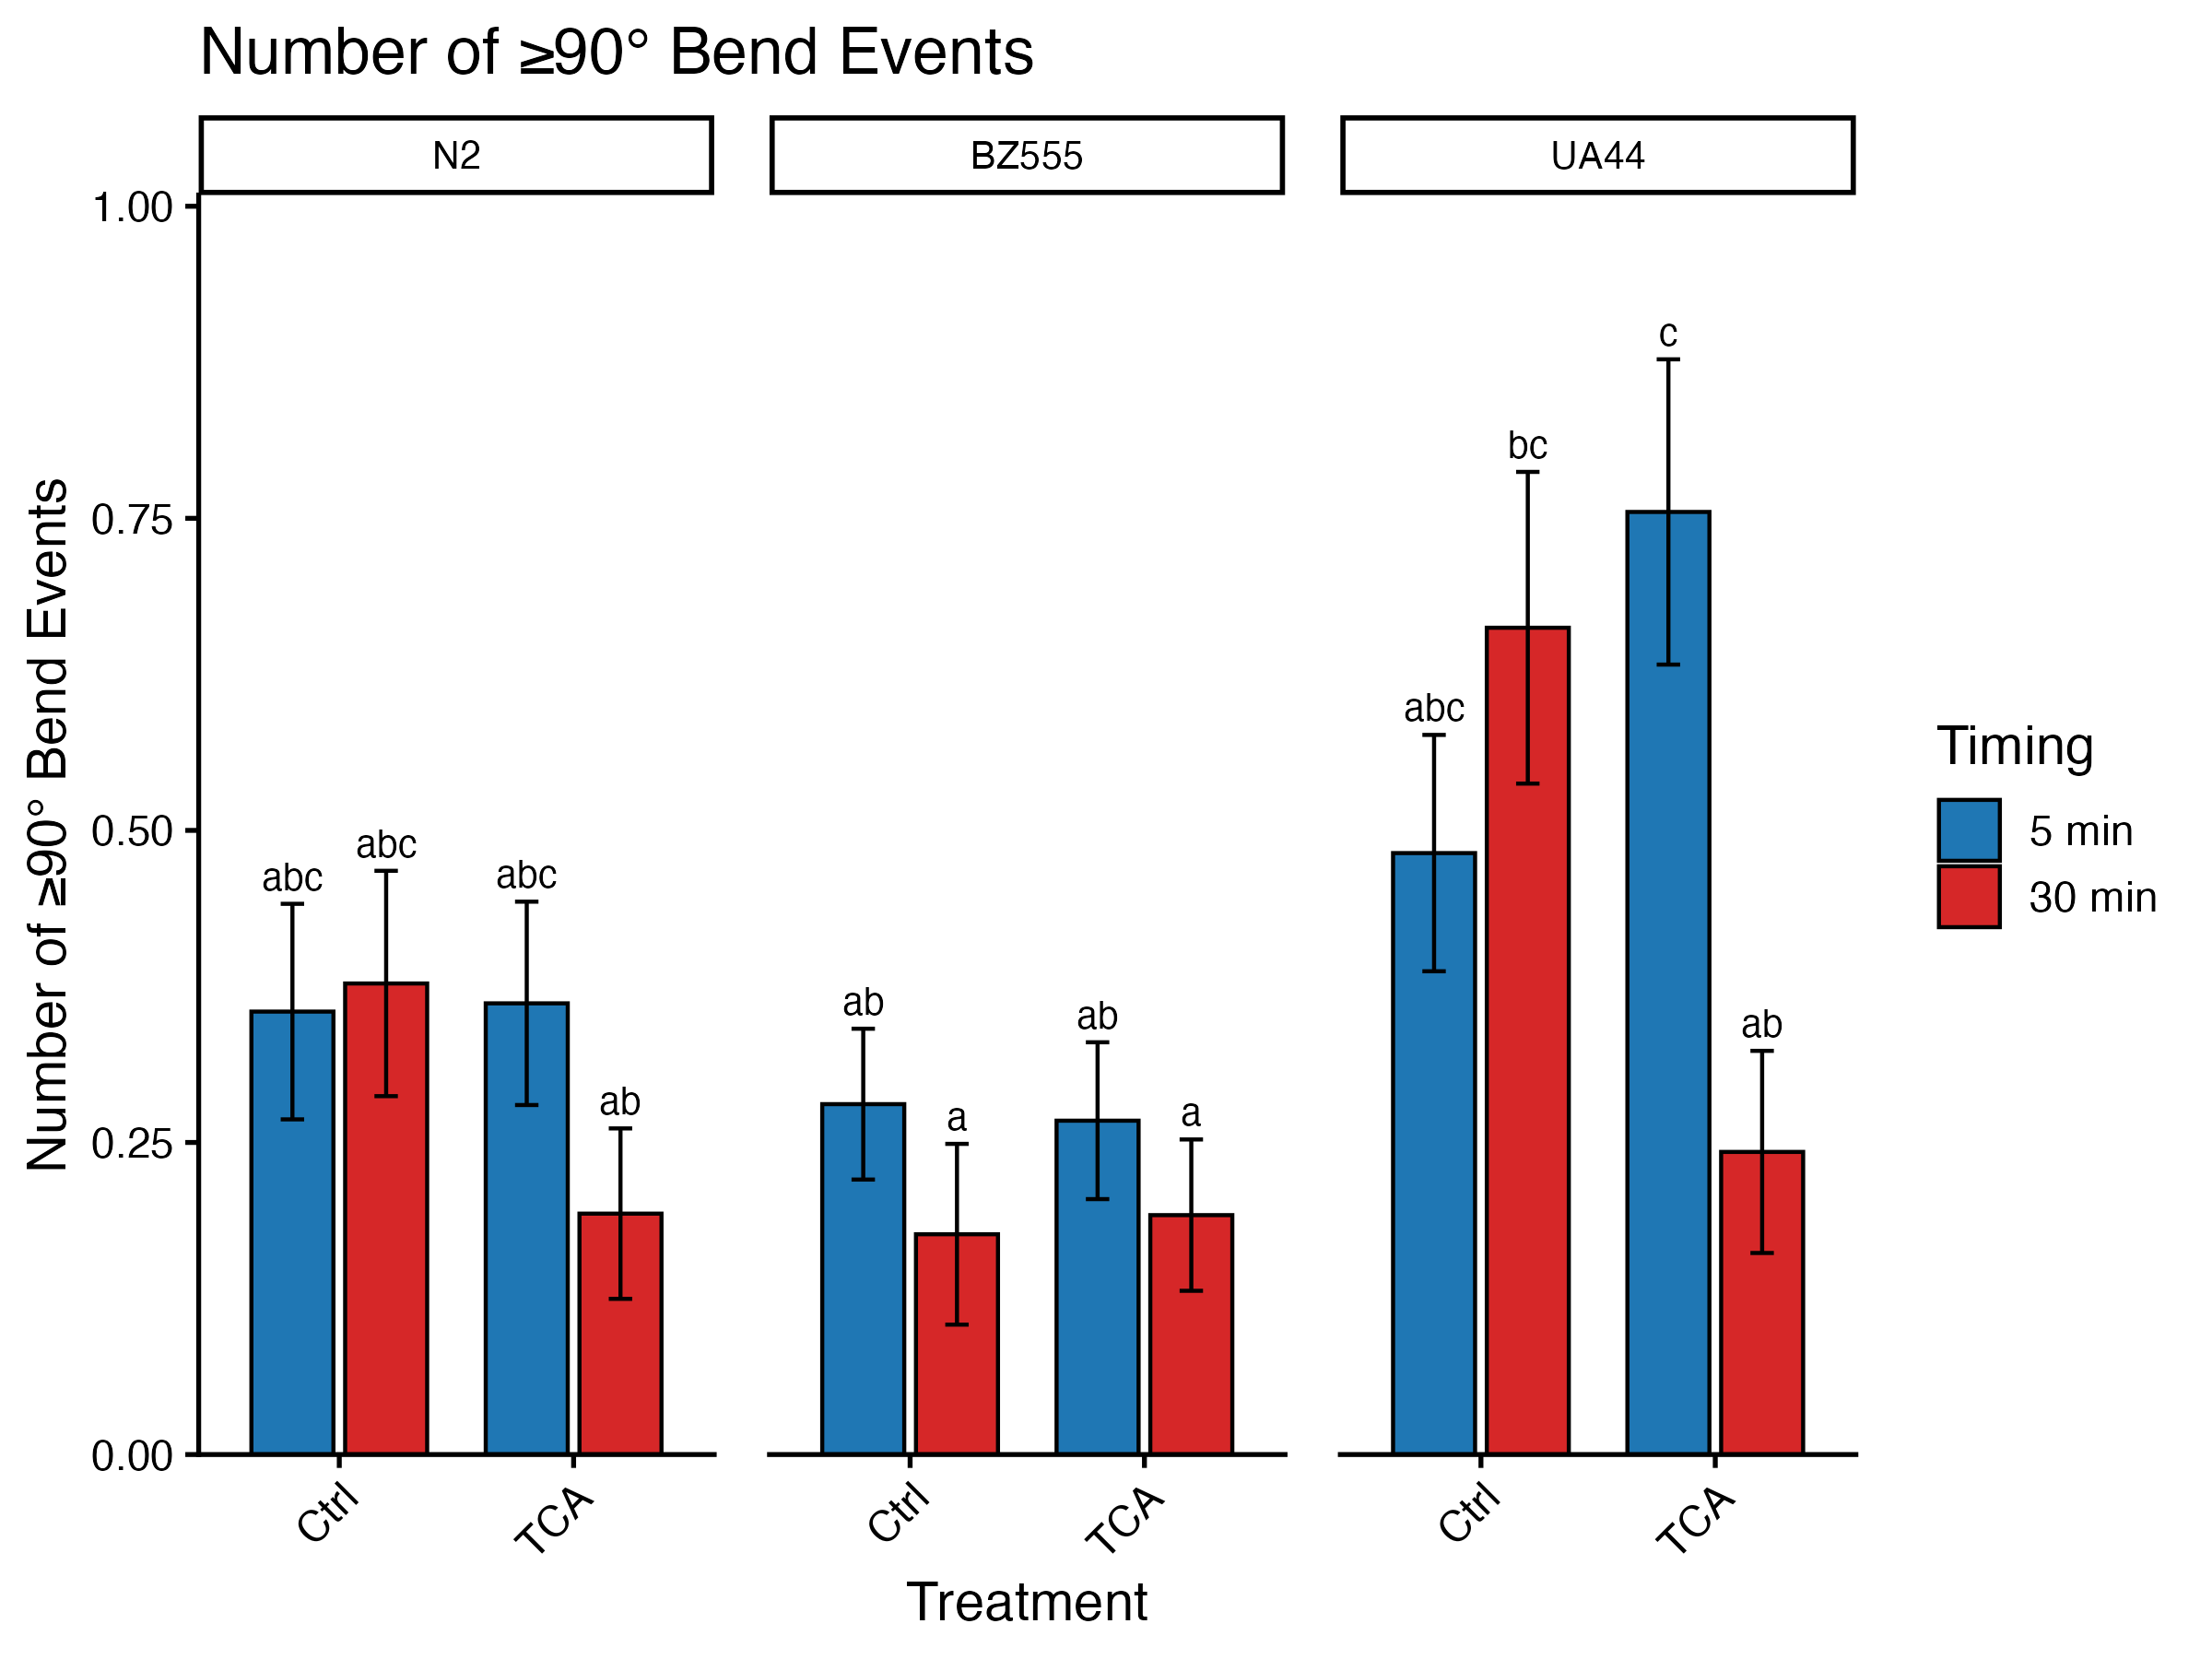 Number of ≥90° Bend Events
N2 BZ555 UA44
Number of ≥90° Bend Events
1.00
0.75
0.50
0.25
0.00
abc abc abc ab
ab a ab a
abc bc c ab
Ctrl TCA Ctrl TCA Ctrl TCA
Treatment
Timing
5 min
30 min